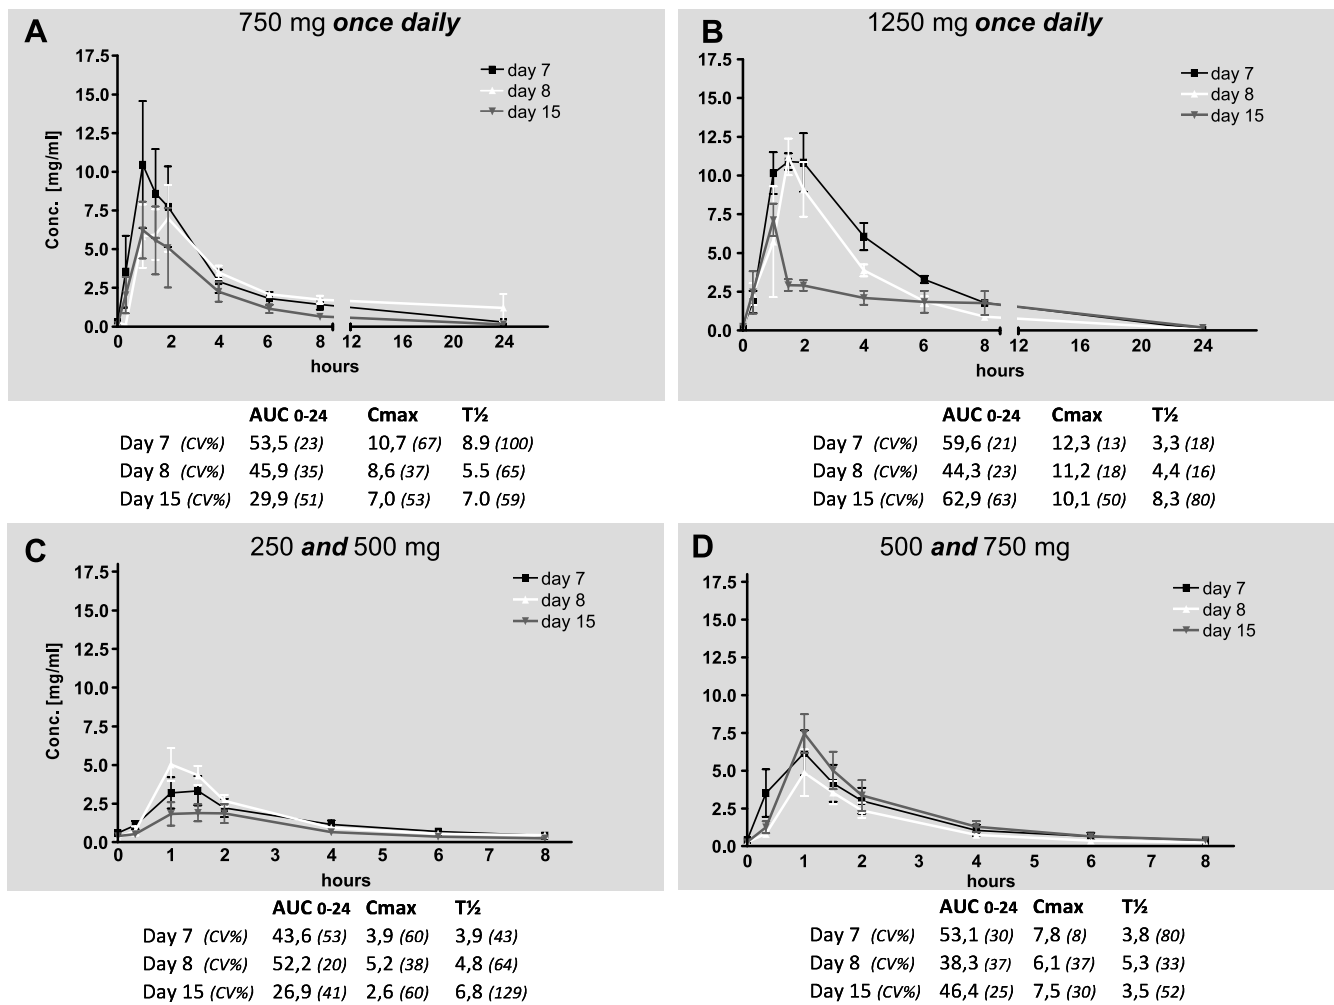 A
750 mg once daily
17.5
15.0
12.5
10.0
7.5
5.0
2.5
0.0
Conc. [mg/ml]
day 7
day 8
day 15
0 2 4 6 8 12 16 20 24
hours
AUC 0-24 Cmax T½
Day 7 (CV%) 53,5 (23) 10,7 (67) 8.9 (100)
Day 8 (CV%) 45,9 (35) 8,6 (37) 5.5 (65)
Day 15 (CV%) 29,9 (51) 7,0 (53) 7.0 (59)
B
1250 mg once daily
17.5
15.0
12.5
10.0
7.5
5.0
2.5
0.0
day 7
day 8
day 15
0 2 4 6 8 12 16 20 24
hours
AUC 0-24 Cmax T½
Day 7 (CV%) 59,6 (21) 12,3 (13) 3,3 (18)
Day 8 (CV%) 44,3 (23) 11,2 (18) 4,4 (16)
Day 15 (CV%) 62,9 (63) 10,1 (50) 8,3 (80)
C
250 and 500 mg
17.5
15.0
12.5
10.0
7.5
5.0
2.5
0.0
Conc. [mg/ml]
day 7
day 8
day 15
0 1 2 3 4 5 6 7 8
hours
AUC 0-24 Cmax T½
Day 7 (CV%) 43,6 (53) 3,9 (60) 3,9 (43)
Day 8 (CV%) 52,2 (20) 5,2 (38) 4,8 (64)
Day 15 (CV%) 26,9 (41) 2,6 (60) 6,8 (129)
D
500 and 750 mg
17.5
15.0
12.5
10.0
7.5
5.0
2.5
0.0
day 7
day 8
day 15
0 1 2 3 4 5 6 7 8
hours
AUC 0-24 Cmax T½
Day 7 (CV%) 53,1 (30) 7,8 (8) 3,8 (80)
Day 8 (CV%) 38,3 (37) 6,1 (37) 5,3 (33)
Day 15 (CV%) 46,4 (25) 7,5 (30) 3,5 (52)